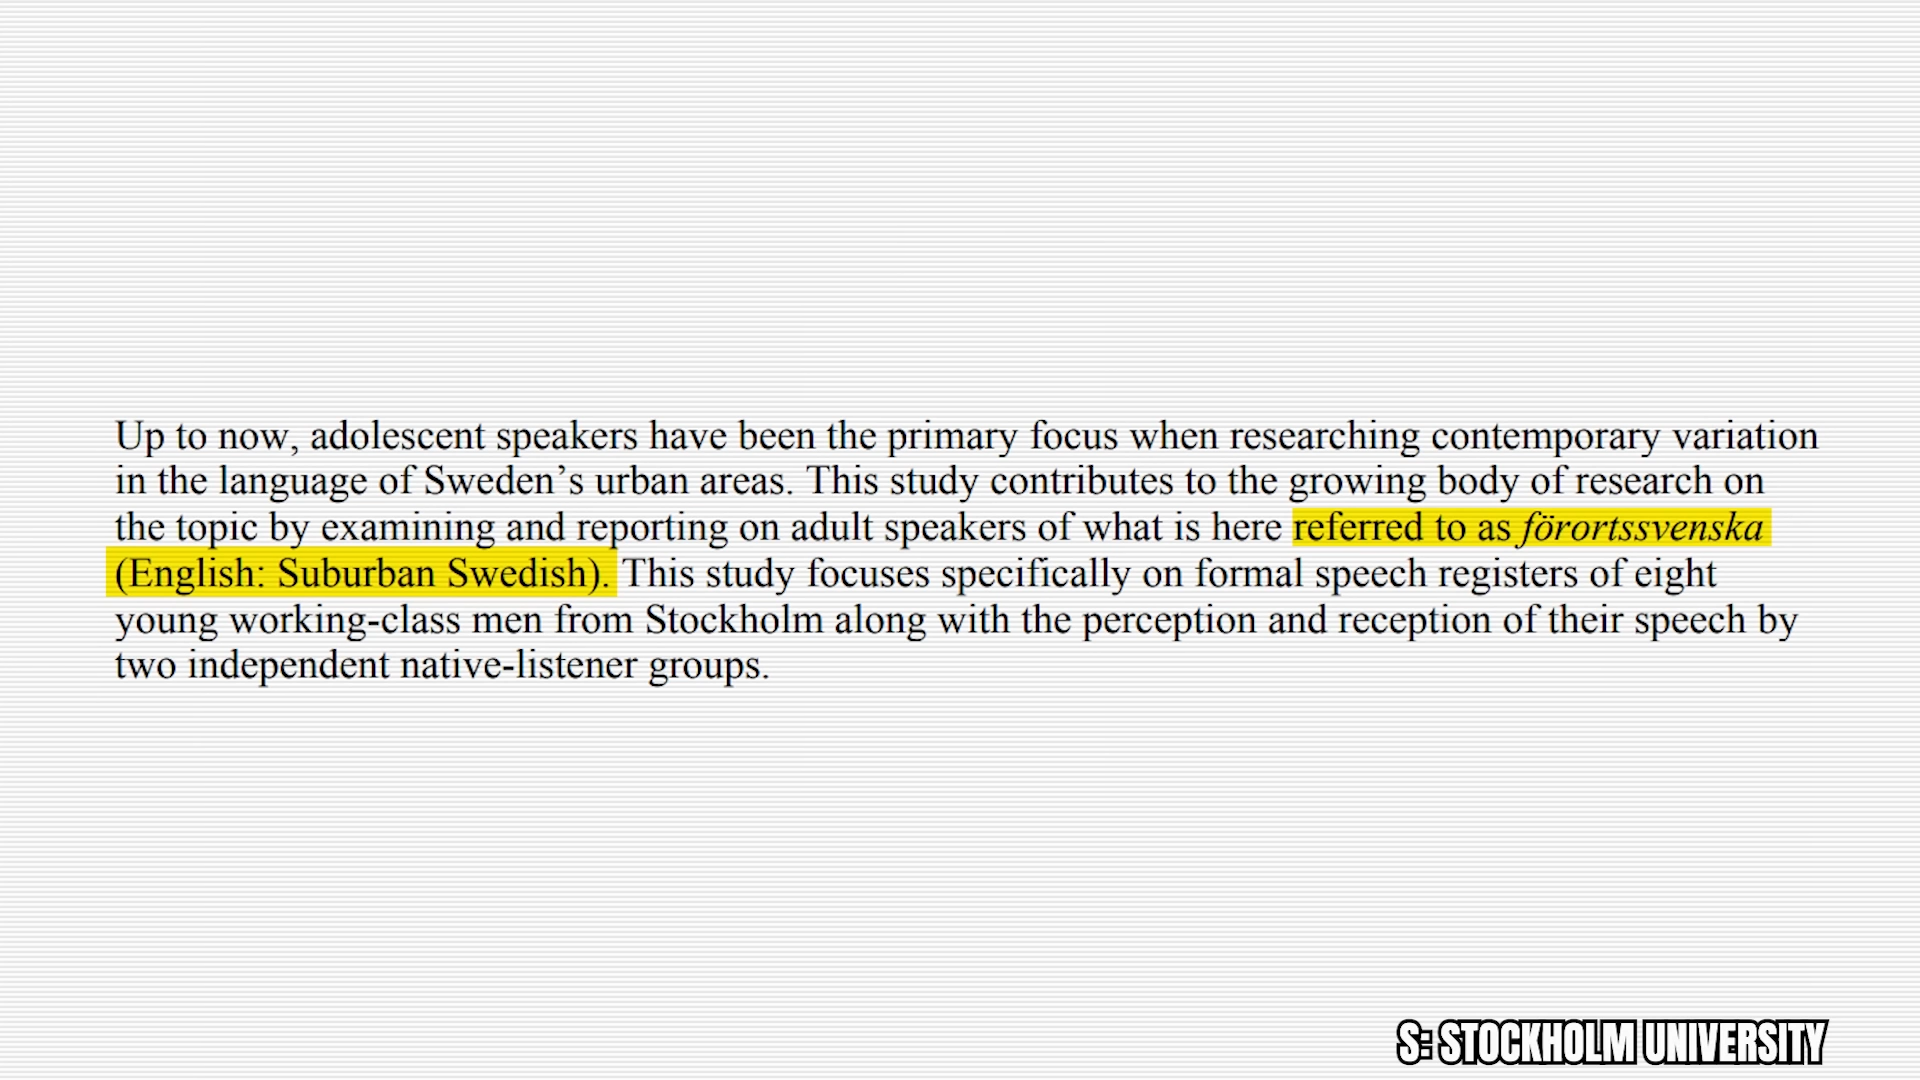 Up to now, adolescent speakers have been the primary focus when researching contemporary variation
in the language of Sweden’s urban areas. This study contributes to the growing body of research on
the topic by examining and reporting on adult speakers of what is here referred to as förortssvenska
(English: Suburban Swedish). This study focuses specifically on formal speech registers of eight
young working-class men from Stockholm along with the perception and reception of their speech by
two independent native-listener groups.
S: STOCKHOLM UNIVERSITY